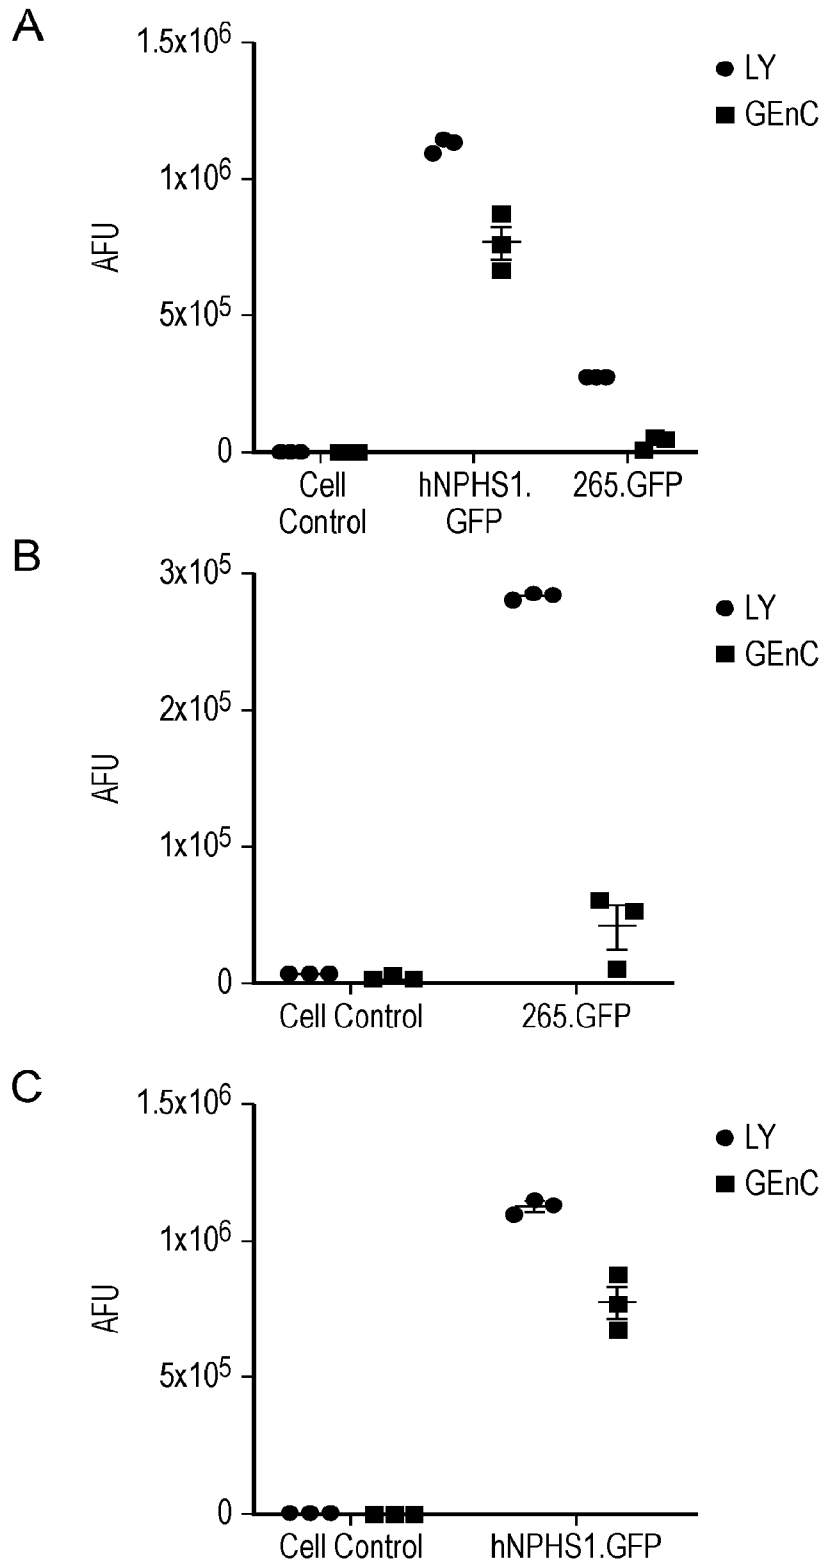 A
1.5x10⁶
1x10⁶
5x10⁵
0
AFU
LY
GEnC
Cell
Control
hNPHS1.
GFP
265.GFP
B
3x10⁵
2x10⁵
1x10⁵
0
AFU
LY
GEnC
Cell Control
265.GFP
C
1.5x10⁶
1x10⁶
5x10⁵
0
AFU
LY
GEnC
Cell Control
hNPHS1.GFP